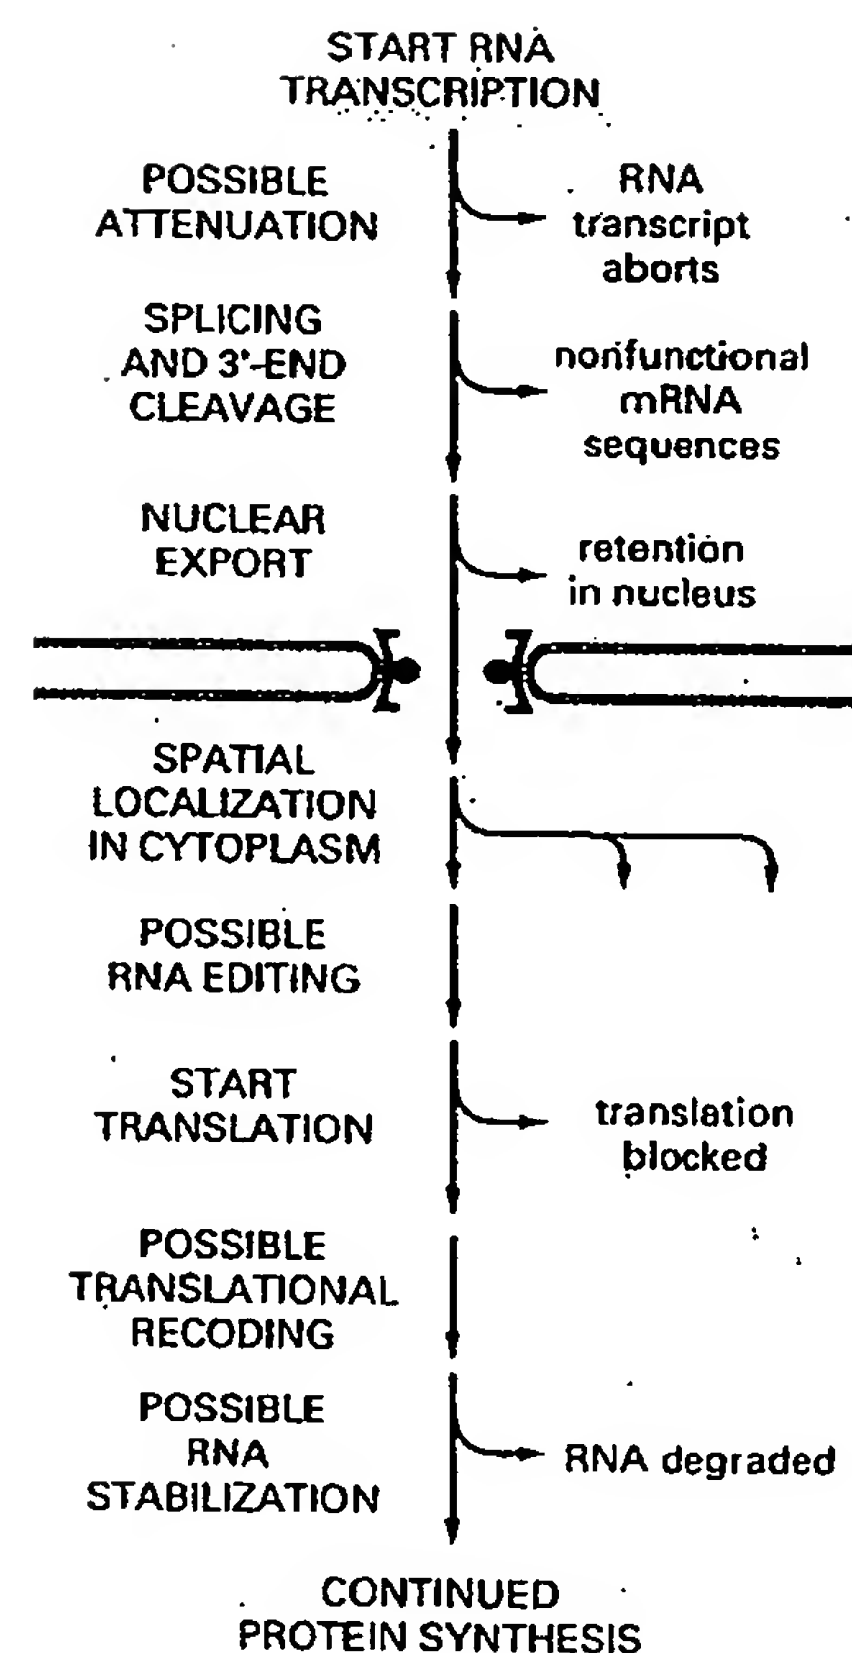 START RNA
TRANSCRIPTION
POSSIBLE
ATTENUATION
RNA
transcript
aborts
SPLICING
AND 3'-END
CLEAVAGE
nonfunctional
mRNA
sequences
NUCLEAR
EXPORT
retention
in nucleus
SPATIAL
LOCALIZATION
IN CYTOPLASM
POSSIBLE
RNA EDITING
START
TRANSLATION
translation
blocked
POSSIBLE
TRANSLATIONAL
RECODING
POSSIBLE
RNA
STABILIZATION
RNA degraded
CONTINUED
PROTEIN SYNTHESIS